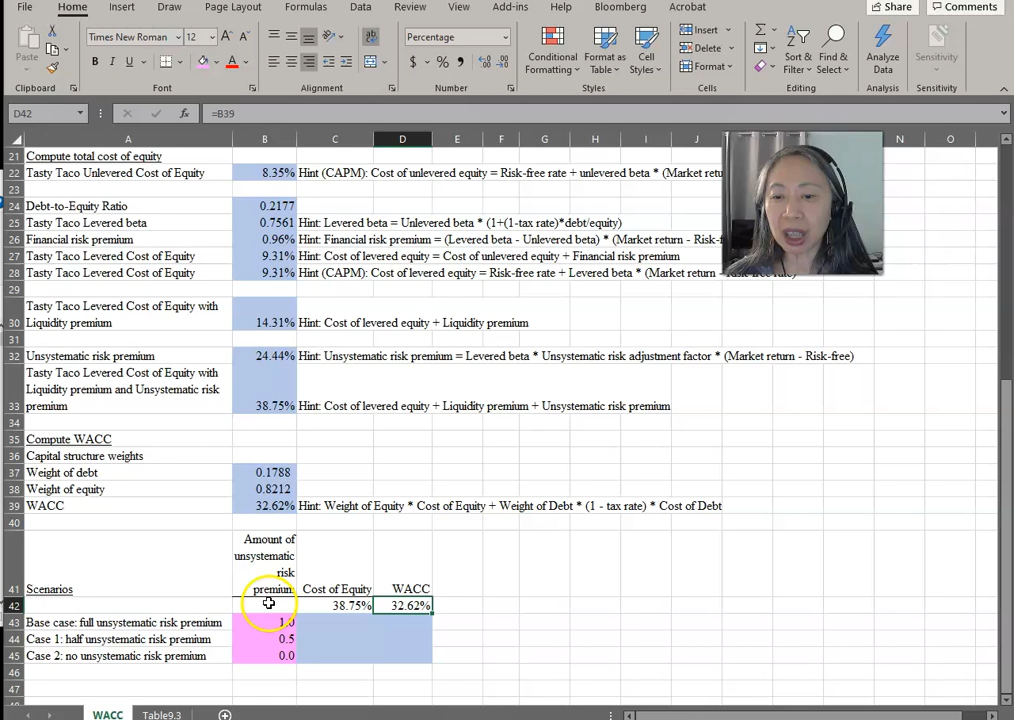 File Home Insert Draw Page Layout Formulas Data Review View Add-ins Help Bloomberg Acrobat Share Comments
Times New Roman 12 A A Percentage Insert
Paste B I U A $ % Conditional Formatting Format as Table Cell Styles Delete Format Sort & Filter Find & Select Analyze Data Sensitivity
Clipboard Font Alignment Number Styles Cells Editing Analysis Sensitivity
D42 fx =B39
A B C D E F G H I J N O
21 Compute total cost of equity
22 Tasty Taco Unlevered Cost of Equity 8.35% Hint (CAPM): Cost of unlevered equity = Risk-free rate + unlevered beta * (Market retu
23
24 Debt-to-Equity Ratio 0.2177
25 Tasty Taco Levered beta 0.7561 Hint: Levered beta = Unlevered beta * (1+(1-tax rate)*debt/equity)
26 Financial risk premium 0.96% Hint: Financial risk premium = (Levered beta - Unlevered beta) * (Market return - Risk-f
27 Tasty Taco Levered Cost of Equity 9.31% Hint: Cost of levered equity = Cost of unlevered equity + Financial risk premium
28 Tasty Taco Levered Cost of Equity 9.31% Hint (CAPM): Cost of levered equity = Risk-free rate + Levered beta * (Market return - Risk-free rate)
29
Tasty Taco Levered Cost of Equity with
30 Liquidity premium 14.31% Hint: Cost of levered equity + Liquidity premium
31
32 Unsystematic risk premium 24.44% Hint: Unsystematic risk premium = Levered beta * Unsystematic risk adjustment factor * (Market return - Risk-free)
Tasty Taco Levered Cost of Equity with
Liquidity premium and Unsystematic risk
33 premium 38.75% Hint: Cost of levered equity + Liquidity premium + Unsystematic risk premium
34
35 Compute WACC
36 Capital structure weights
37 Weight of debt 0.1788
38 Weight of equity 0.8212
39 WACC 32.62% Hint: Weight of Equity * Cost of Equity + Weight of Debt * (1 - tax rate) * Cost of Debt
40
Amount of
unsystematic
risk
41 Scenarios premium Cost of Equity WACC
42 38.75% 32.62%
43 Base case: full unsystematic risk premium 1.0
44 Case 1: half unsystematic risk premium 0.5
45 Case 2: no unsystematic risk premium 0.0
46
47
WACC Table9.3